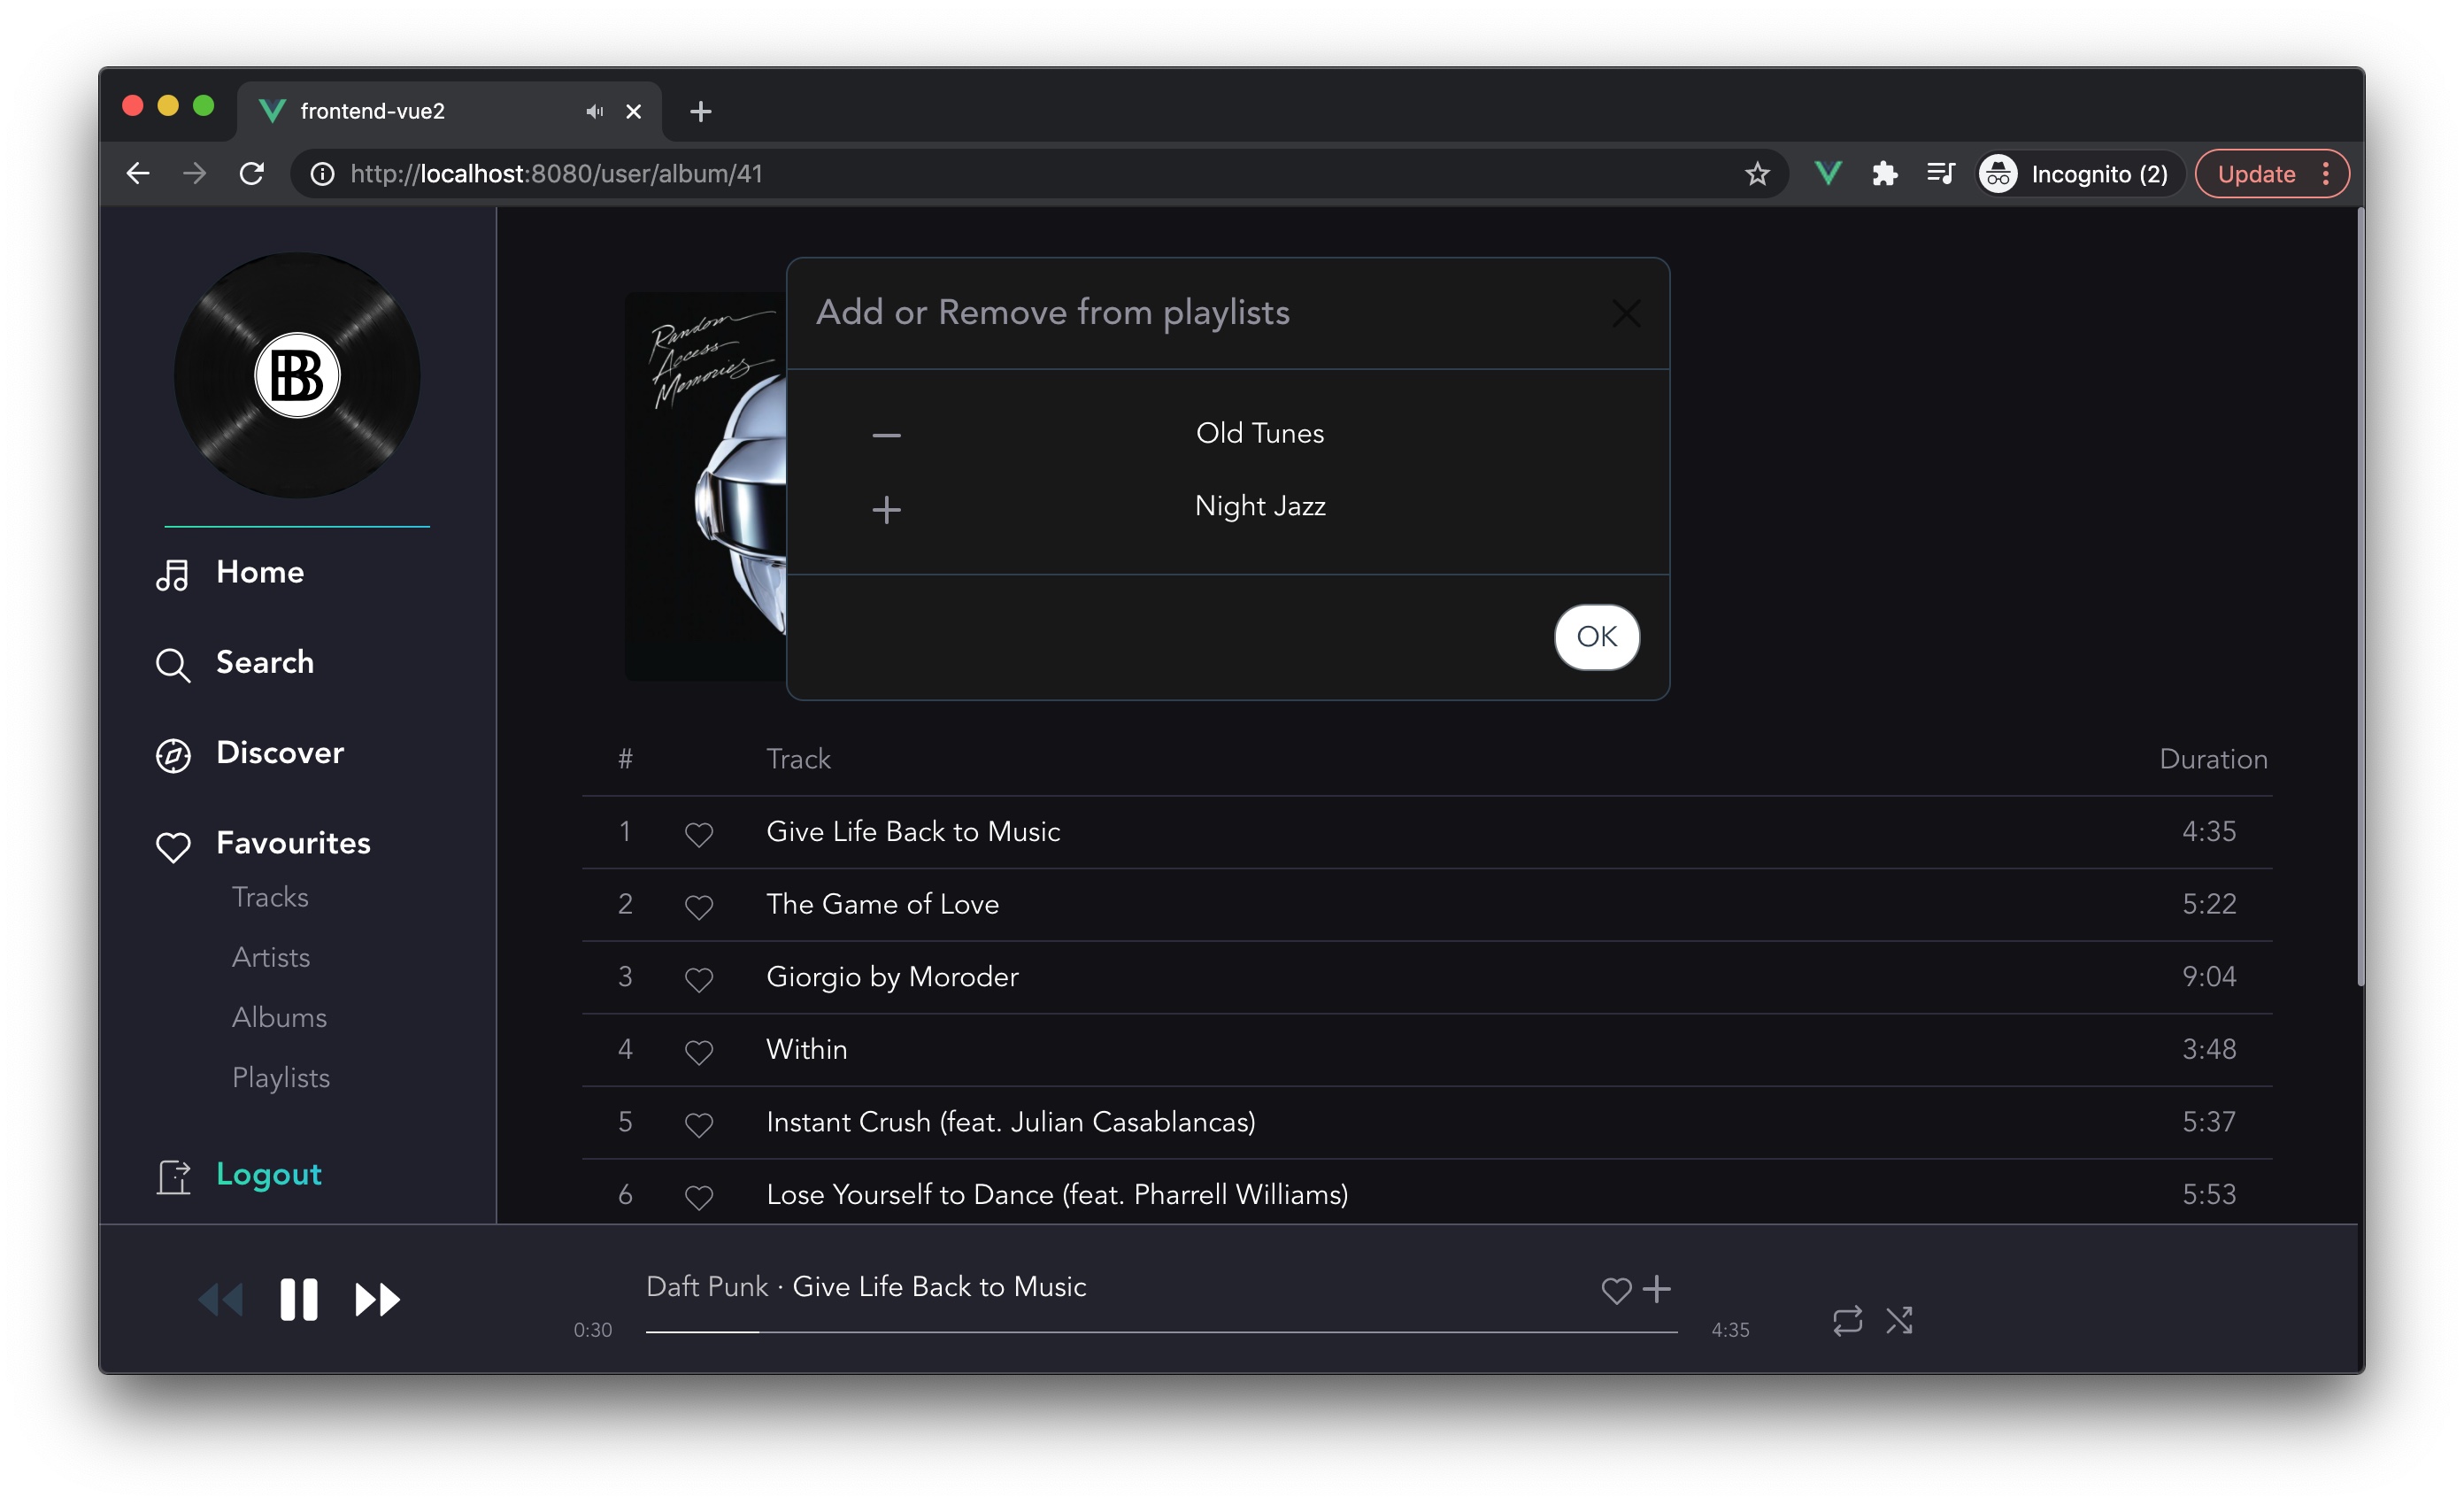 frontend-vue2
http://localhost:8080/user/album/41
Incognito (2)
Update
BB
Home
Search
Discover
Favourites
Tracks
Artists
Albums
Playlists
Logout
Random
Access
Memories
Add or Remove from playlists
Old Tunes
Night Jazz
OK
# Track Duration
1 Give Life Back to Music 4:35
2 The Game of Love 5:22
3 Giorgio by Moroder 9:04
4 Within 3:48
5 Instant Crush (feat. Julian Casablancas) 5:37
6 Lose Yourself to Dance (feat. Pharrell Williams) 5:53
Daft Punk · Give Life Back to Music
0:30 4:35